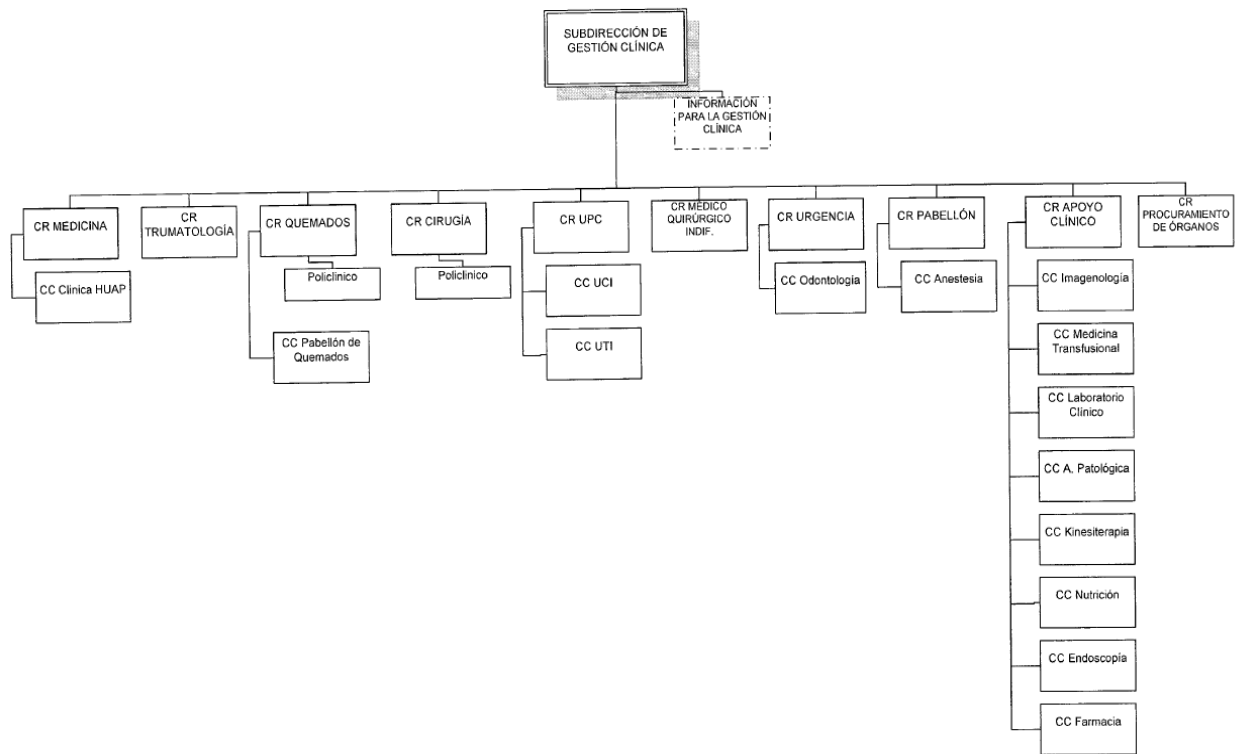 SUBDIRECCIÓN DE
GESTIÓN CLÍNICA
INFORMACIÓN
PARA LA GESTIÓN
CLÍNICA
CR MEDICINA
CC Clínica HUAP
CR
TRUMATOLOGÍA
CR QUEMADOS
Policlínico
CC Pabellón de
Quemados
CR CIRUGÍA
Policlínico
CR UPC
CC UCI
CC UTI
CR MÉDICO
QUIRÚRGICO
INDIF.
CR URGENCIA
CC Odontología
CR PABELLÓN
CC Anestesia
CR APOYO
CLÍNICO
CC Imagenología
CC Medicina
Transfusional
CC Laboratorio
Clínico
CC A. Patológica
CC Kinesiterapia
CC Nutrición
CC Endoscopía
CC Farmacia
CR
PROCURAMIENTO
DE ÓRGANOS